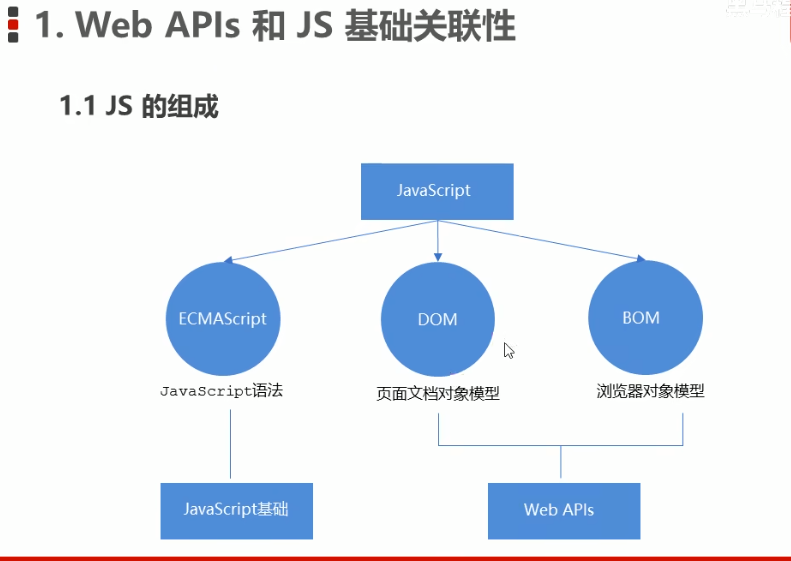 1. Web APIs 和 JS 基础关联性
1.1 JS 的组成
JavaScript
ECMAScript
DOM
BOM
JavaScript语法
页面文档对象模型
浏览器对象模型
JavaScript基础
Web APIs